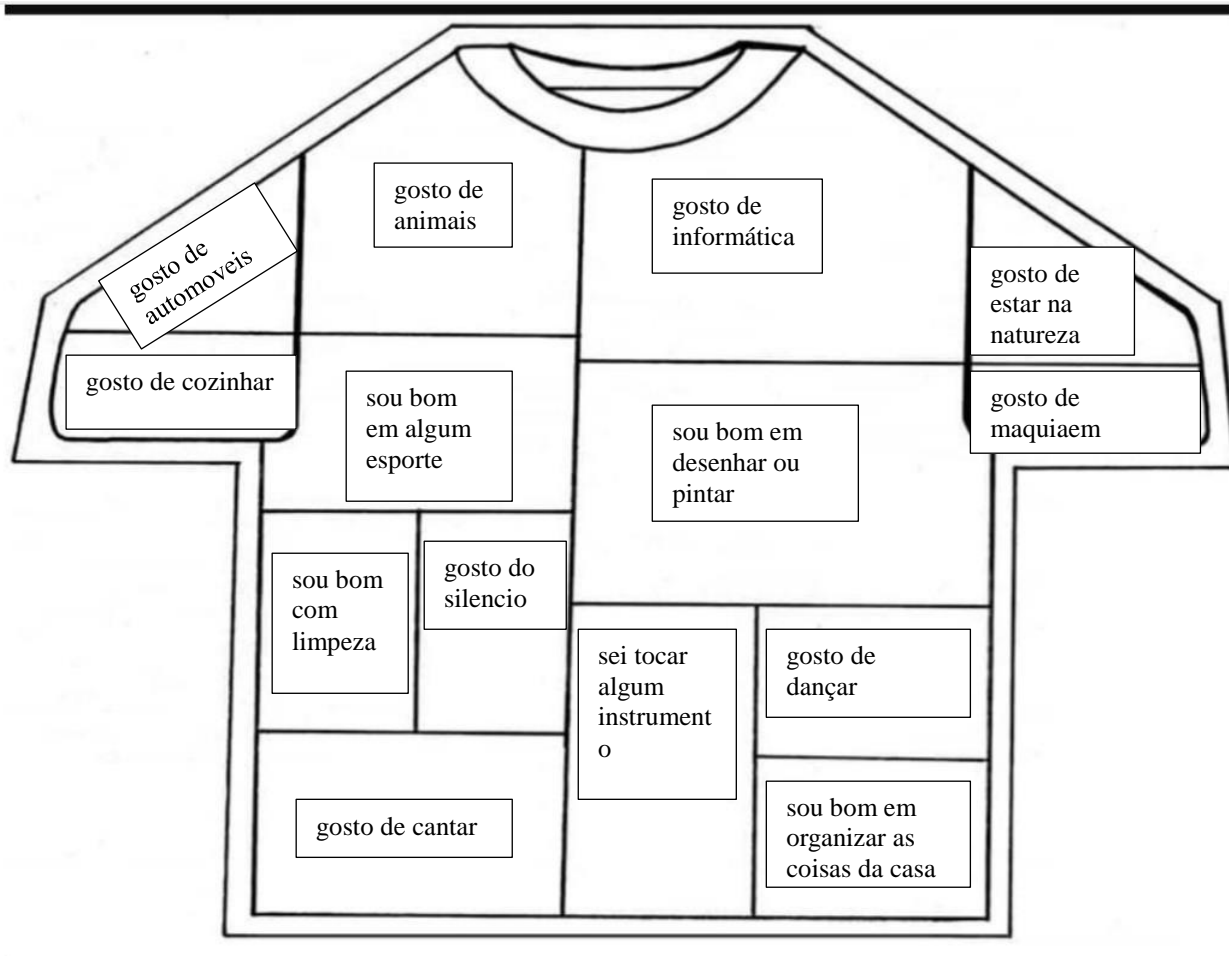 gosto de
animais
gosto de
informática
gosto de
automoveis
gosto de
estar na
natureza
gosto de cozinhar
sou bom
em algum
esporte
sou bom em
desenhar ou
pintar
gosto de
maquiaem
sou bom
com
limpeza
gosto do
silencio
sei tocar
algum
instrument
o
gosto de
dançar
gosto de cantar
sou bom em
organizar as
coisas da casa